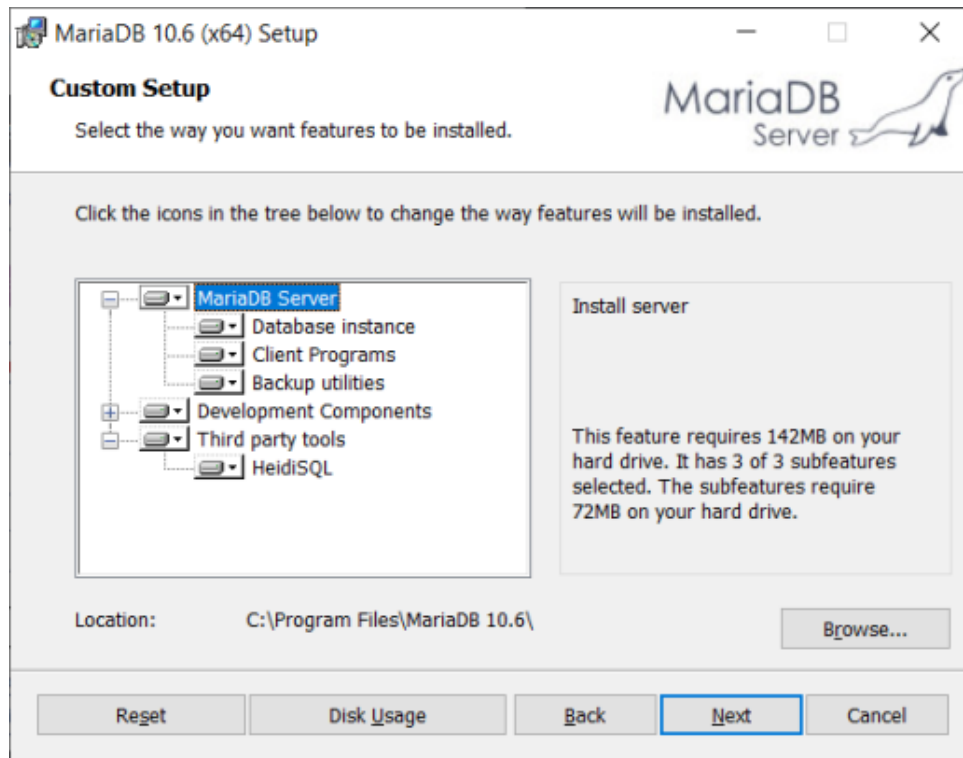 MariaDB 10.6 (x64) Setup
Custom Setup
Select the way you want features to be installed.
MariaDB
Server
Click the icons in the tree below to change the way features will be installed.
MariaDB Server
Database instance
Client Programs
Backup utilities
Development Components
Third party tools
HeidiSQL
Install server
This feature requires 142MB on your
hard drive. It has 3 of 3 subfeatures
selected. The subfeatures require
72MB on your hard drive.
Location: C:\Program Files\MariaDB 10.6\
Browse...
Reset Disk Usage Back Next Cancel